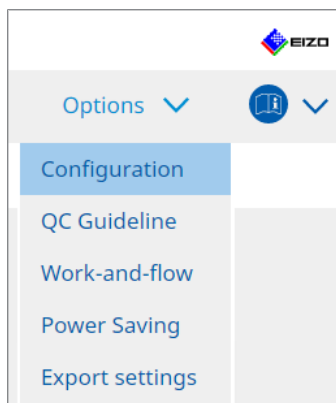 EIZO
Options
Configuration
QC Guideline
Work-and-flow
Power Saving
Export settings